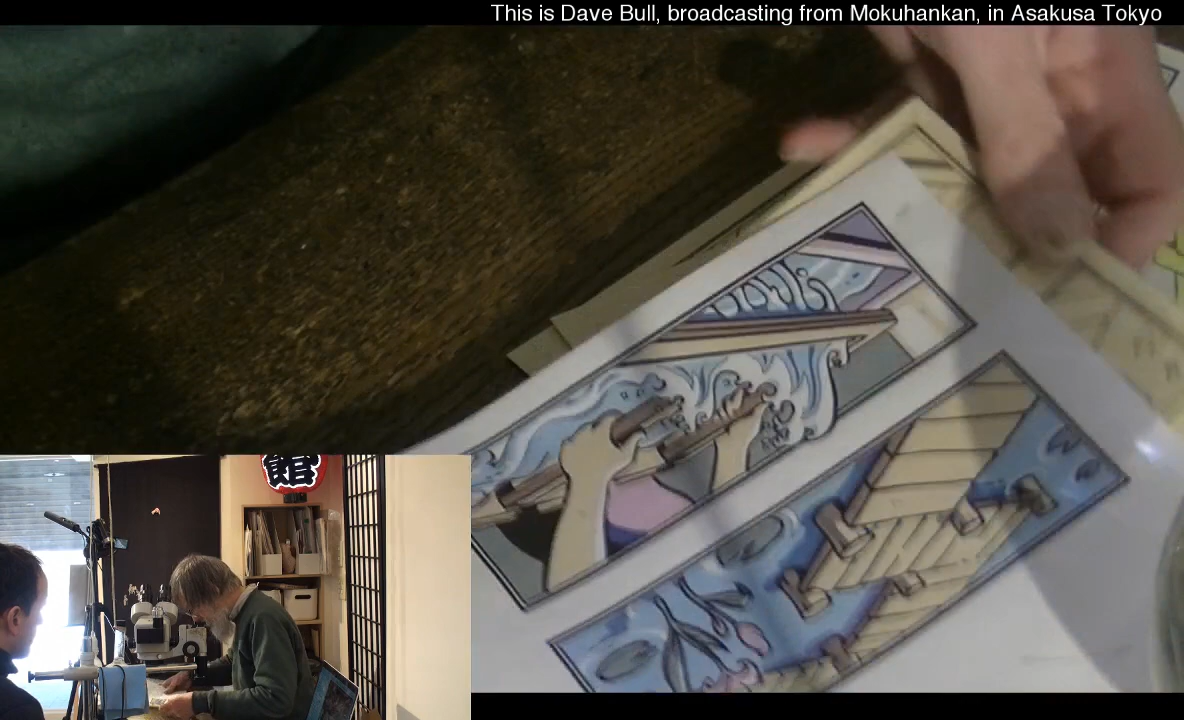 This is Dave Bull, broadcasting from Mokuhankan, in Asakusa Tokyo
館